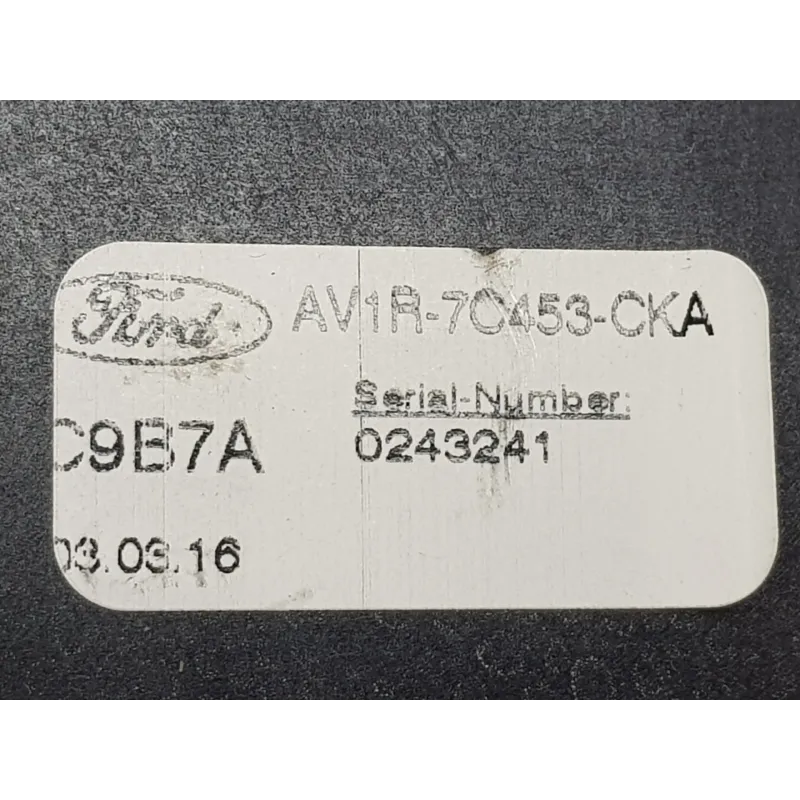 Ford AV1R-7C453-CKA
Serial-Number:
C9B7A 0243241
03.03.16